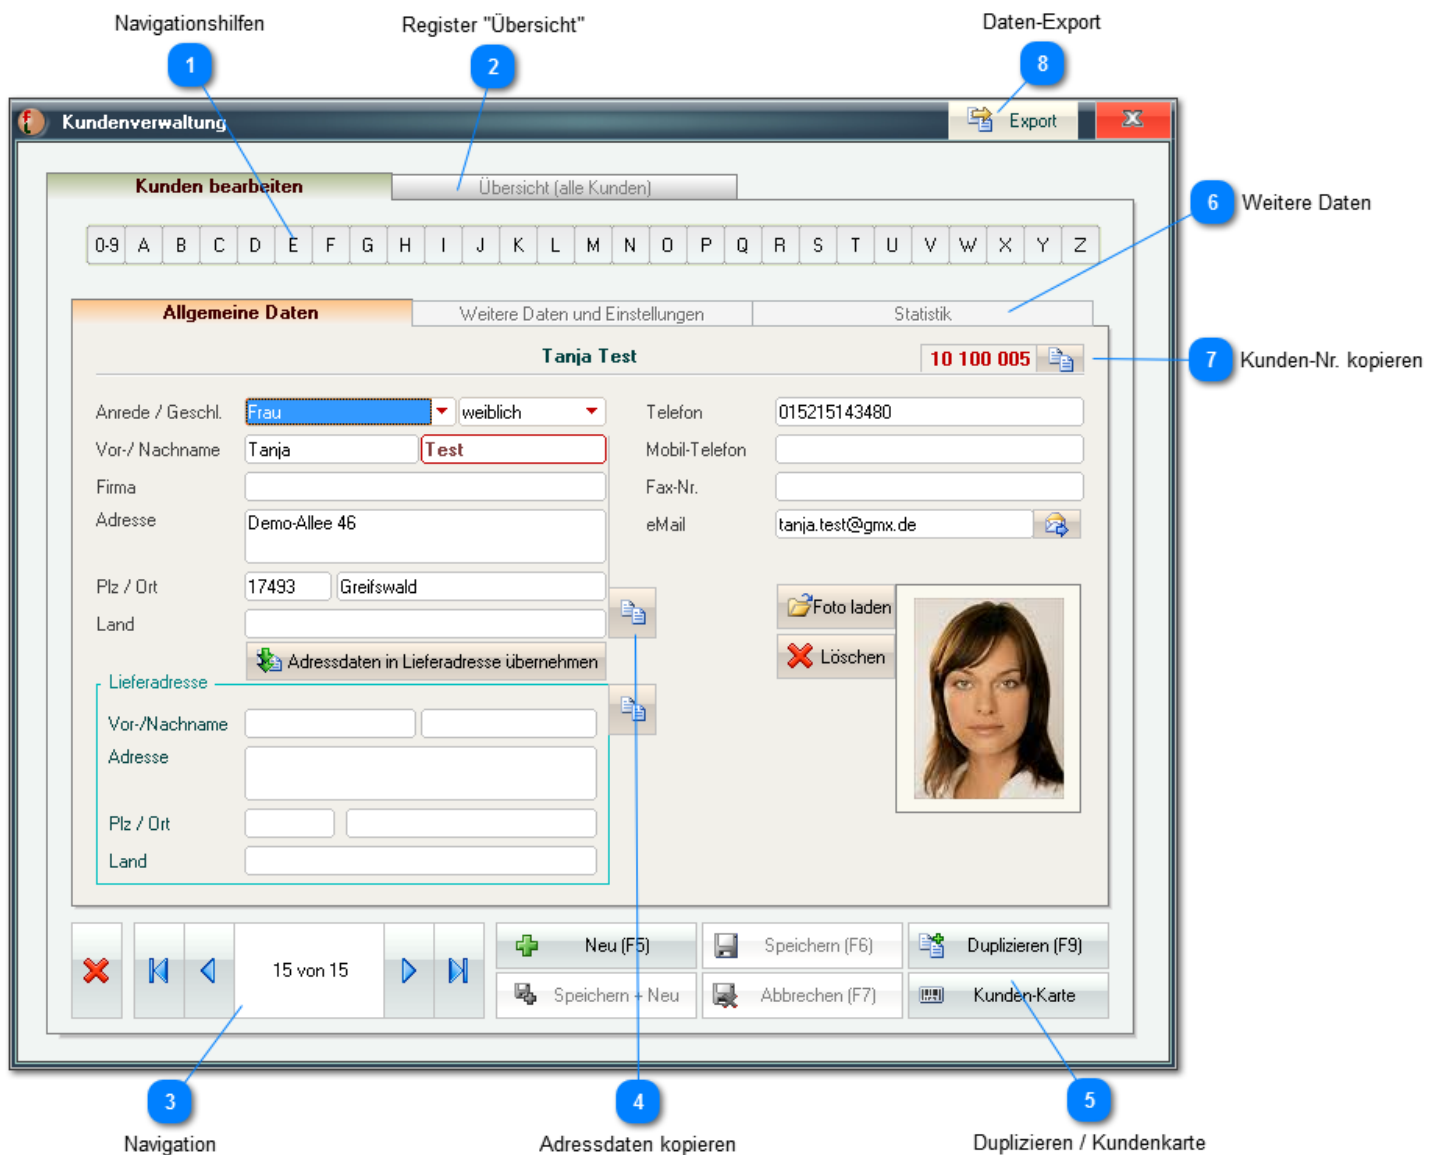 Navigationshilfen
Register "Übersicht"
Daten-Export
1
2
8
Kundenverwaltung
Export
Kunden bearbeiten
Übersicht (alle Kunden)
6
Weitere Daten
0-9 A B C D E F G H I J K L M N O P Q R S T U V W X Y Z
Allgemeine Daten
Weitere Daten und Einstellungen
Statistik
Tanja Test
10 100 005
7
Kunden-Nr. kopieren
Anrede / Geschl.
Frau
weiblich
Telefon
015215143480
Vor-/ Nachname
Tanja
Test
Mobil-Telefon
Firma
Fax-Nr.
Adresse
Demo-Allee 46
eMail
tanja.test@gmx.de
Plz / Ort
17493
Greifswald
Foto laden
Land
Adressdaten in Lieferadresse übernehmen
Löschen
Lieferadresse
Vor-/Nachname
Adresse
Plz / Ort
Land
15 von 15
Neu (F5)
Speichern (F6)
Duplizieren (F9)
Speichern + Neu
Abbrechen (F7)
Kunden-Karte
3
4
5
Navigation
Adressdaten kopieren
Duplizieren / Kundenkarte